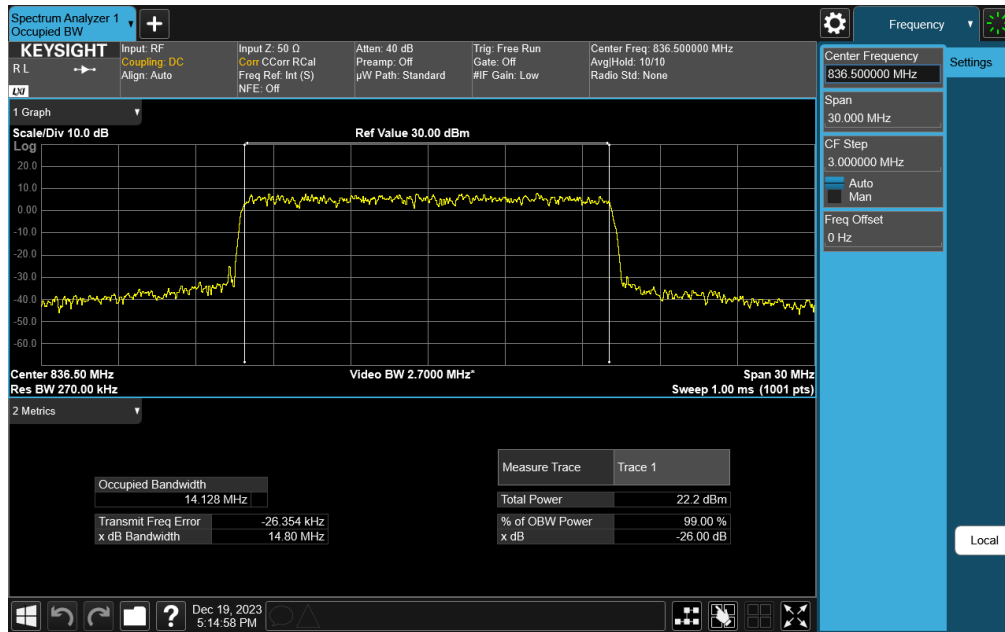 Spectrum Analyzer 1
Occupied BW
Frequency
KEYSIGHT
R L
LXI
Input: RF
Coupling: DC
Align: Auto
Input Z: 50 Ω
Corr CCorr RCal
Freq Ref: Int (S)
NFE: Off
Atten: 40 dB
Preamp: Off
µW Path: Standard
Trig: Free Run
Gate: Off
#IF Gain: Low
Center Freq: 836.500000 MHz
Avg|Hold: 10/10
Radio Std: None
Center Frequency
836.500000 MHz
Settings
Span
30.000 MHz
CF Step
3.000000 MHz
Auto
Man
Freq Offset
0 Hz
Local
1 Graph
Scale/Div 10.0 dB
Ref Value 30.00 dBm
Log
20.0
10.0
0.00
-10.0
-20.0
-30.0
-40.0
-50.0
-60.0
Center 836.50 MHz
Video BW 2.7000 MHz*
Span 30 MHz
Res BW 270.00 kHz
Sweep 1.00 ms (1001 pts)
2 Metrics
Measure Trace
Trace 1
Occupied Bandwidth
14.128 MHz
Total Power
22.2 dBm
Transmit Freq Error
-26.354 kHz
% of OBW Power
99.00 %
x dB Bandwidth
14.80 MHz
x dB
-26.00 dB
?
Dec 19, 2023
5:14:58 PM